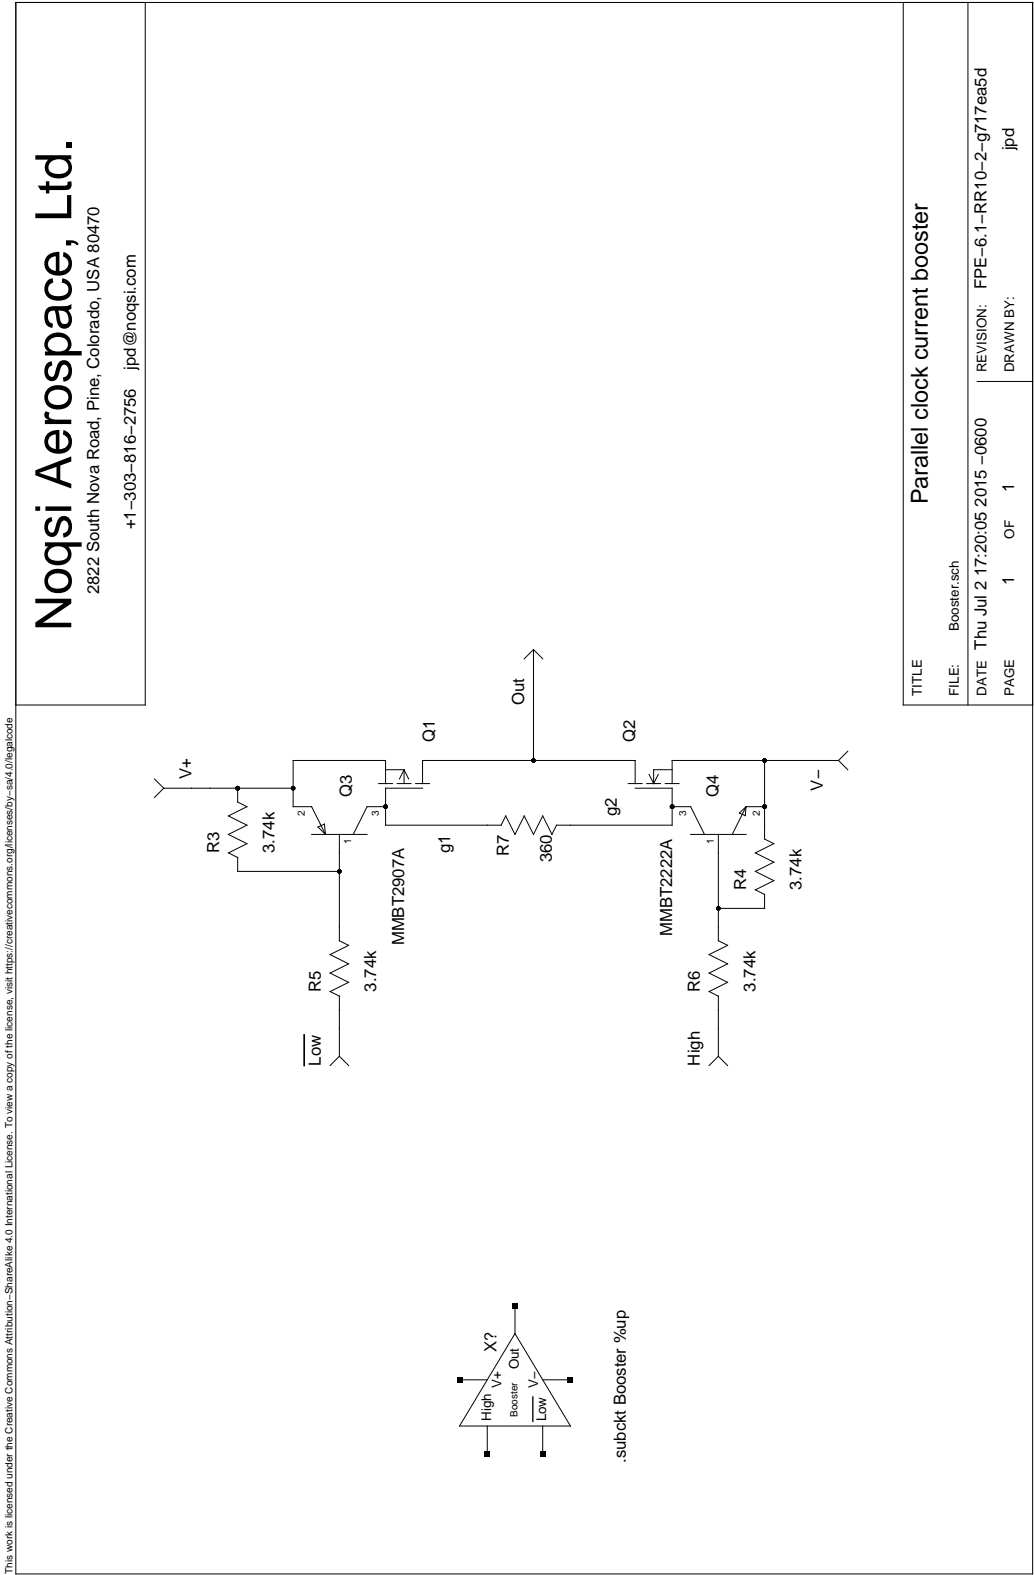 This work is licensed under the Creative Commons Attribution−ShareAlike 4.0 International License. To view a copy of the license, visit https://creativecommons.org/licenses/by−sa/4.0/legalcode
Noqsi Aerospace, Ltd.
2822 South Nova Road, Pine, Colorado, USA 80470
+1−303−816−2756 jpd@noqsi.com
V+
R3
3.74k
2
Q3
1
3
Q1
MMBT2907A
Low
R5
3.74k
g1
R7
360
Out
g2
Q2
MMBT2222A
3
Q4
1
2
High
R6
3.74k
R4
3.74k
V−
X?
High
V+
Booster
Out
Low
V−
.subckt Booster %up
TITLE
Parallel clock current booster
FILE: Booster.sch
DATE Thu Jul 2 17:20:05 2015 −0600
REVISION: FPE−6.1−RR10−2−g717ea5d
PAGE 1 OF 1
DRAWN BY: jpd